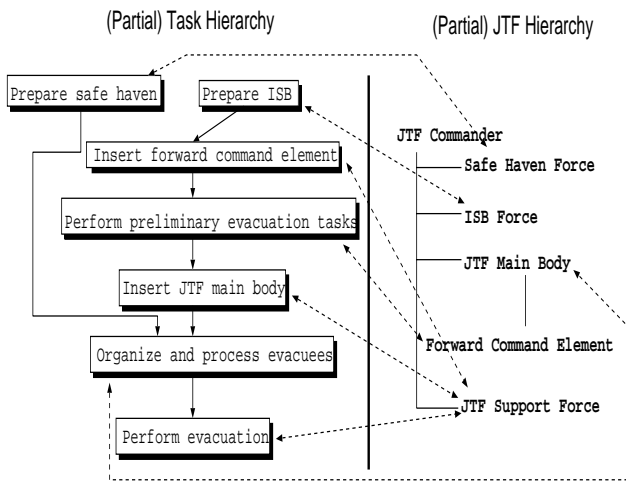 (Partial) Task Hierarchy
(Partial) JTF Hierarchy
Prepare safe haven
Prepare ISB
Insert forward command element
Perform preliminary evacuation tasks
Insert JTF main body
Organize and process evacuees
Perform evacuation
JTF Commander
Safe Haven Force
ISB Force
JTF Main Body
Forward Command Element
JTF Support Force